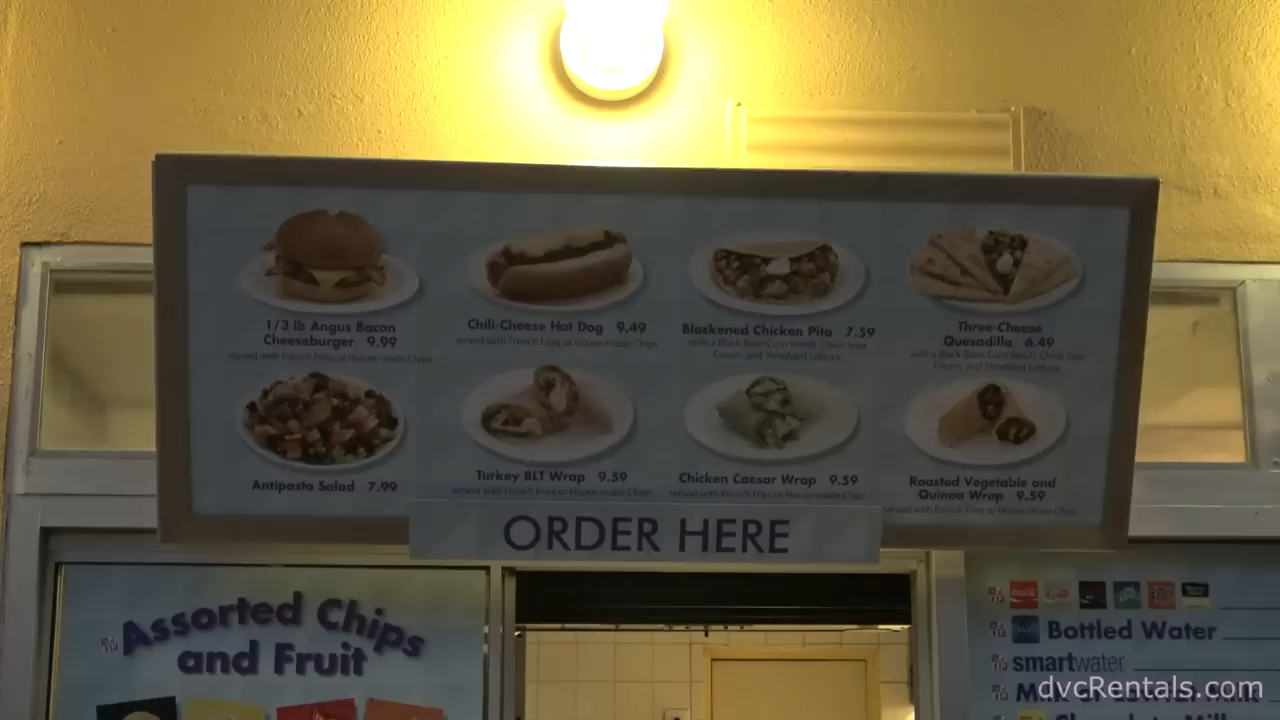 1/3 lb Angus Bacon
Cheeseburger 9.99
served with French Fries or House-made Chips
Chili-Cheese Hot Dog 9.49
served with French Fries or House-made Chips
Blackened Chicken Pita 7.59
with a Black Bean Corn Relish, Chive Sour
Cream, and Shredded Lettuce
Three-Cheese
Quesadilla 6.49
with a Black Bean Corn Relish, Chive Sour
Cream, and Shredded Lettuce
Antipasto Salad 7.99
Turkey BLT Wrap 9.59
served with French Fries or House-made Chips
Chicken Caesar Wrap 9.59
served with French Fries or House-made Chips
Roasted Vegetable and
Quinoa Wrap 9.59
served with French Fries or House-made Chips
ORDER HERE
Assorted Chips
and Fruit
Coca-Cola
Bottled Water
smartwater
dvcRentals.com